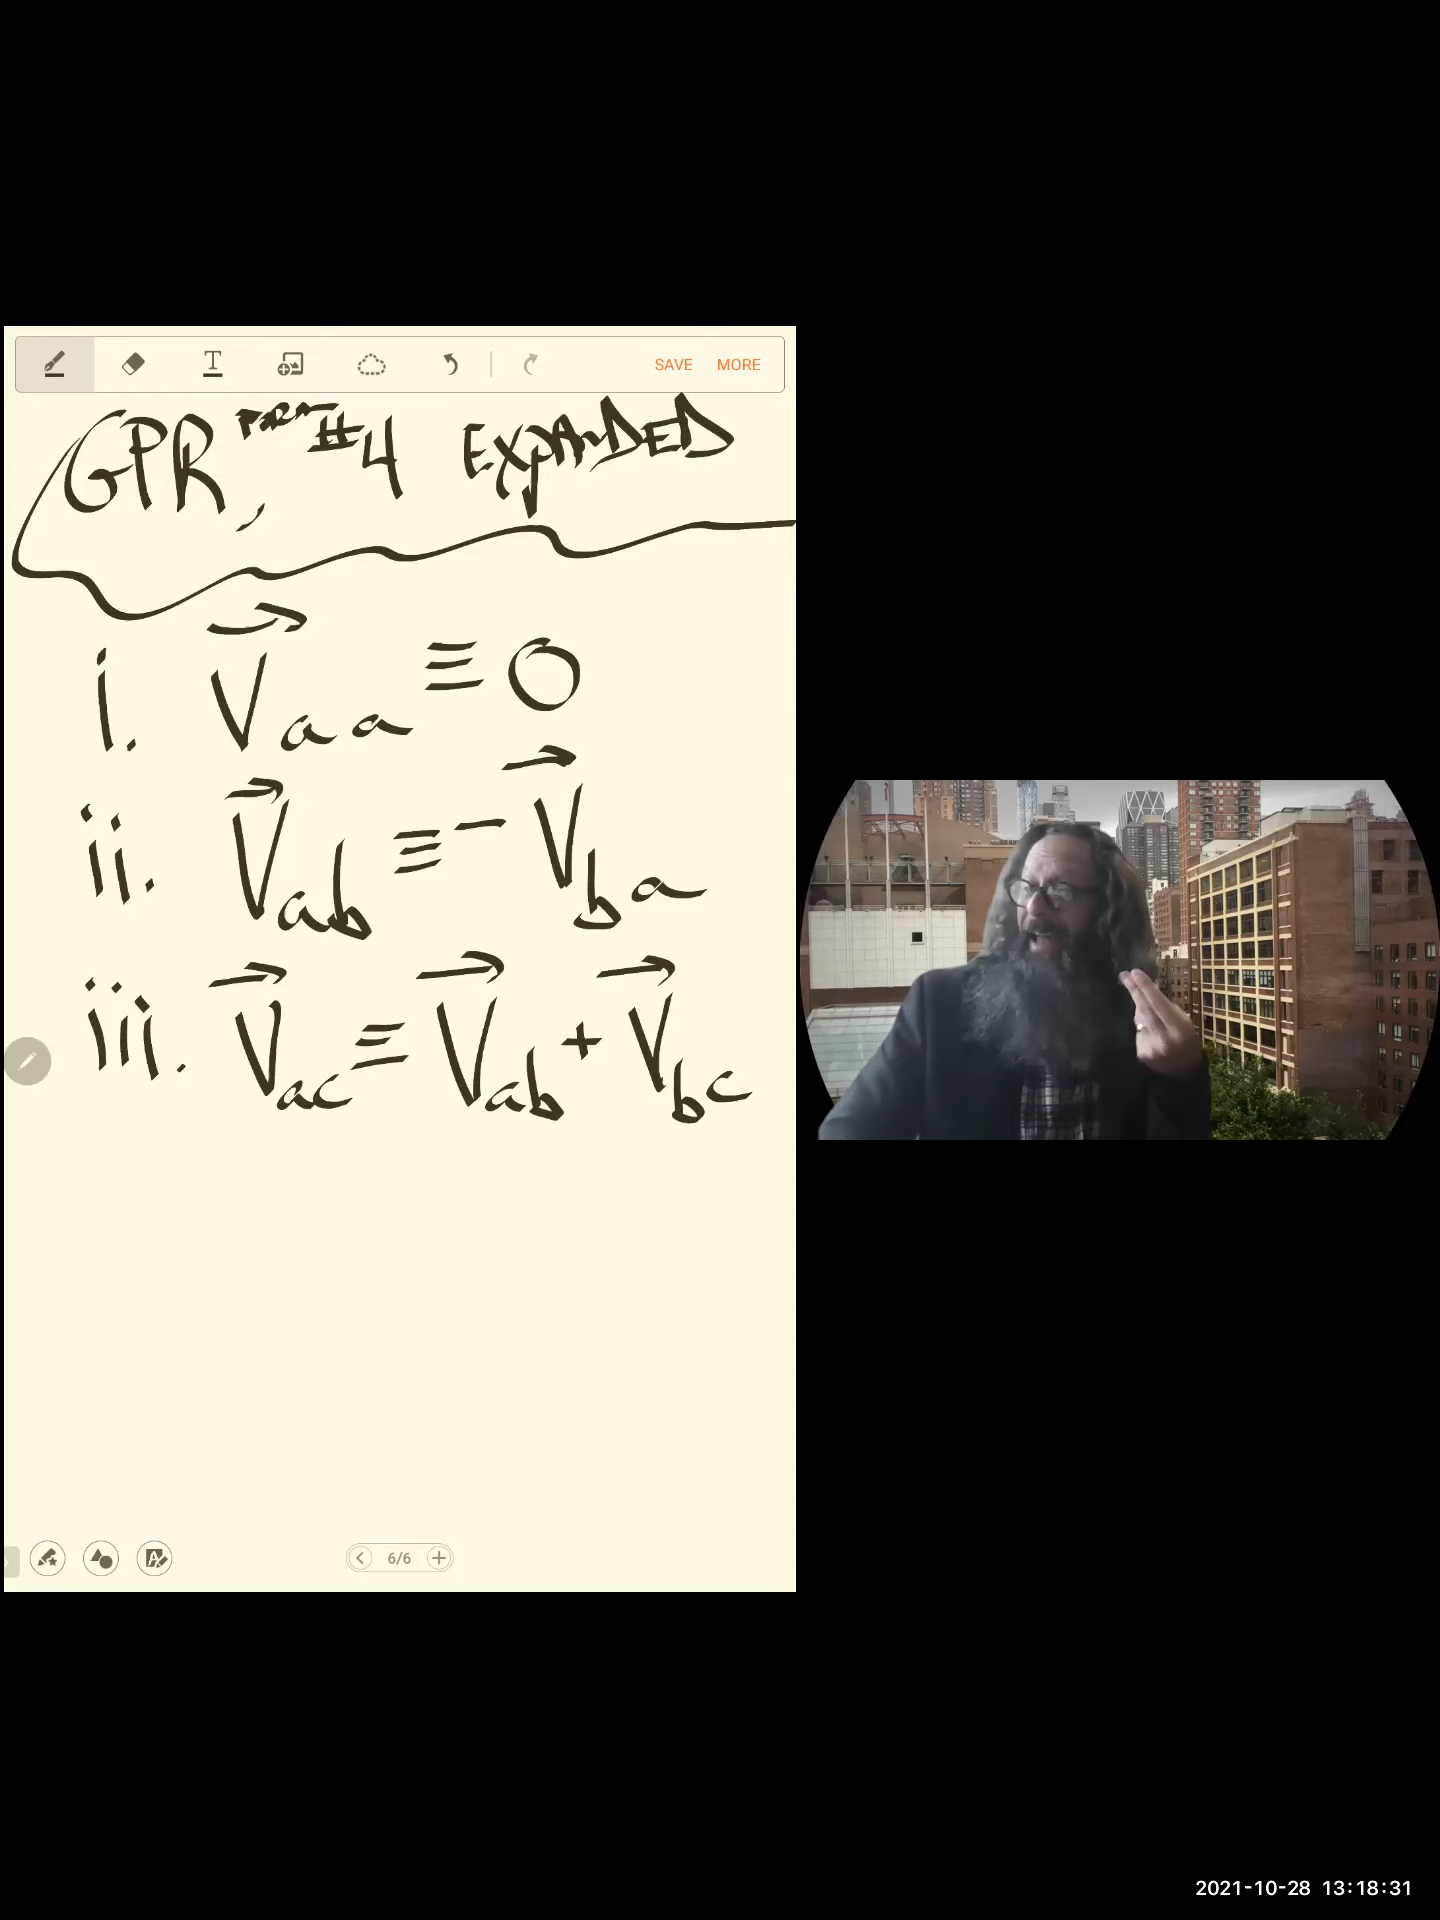 T
SAVE MORE
GPR, FORM #4 EXPANDED
i. V⃗aa ≡ 0
ii. V⃗ab ≡ - V⃗ba
iii. V⃗ac ≡ V⃗ab + V⃗bc
A
6/6
2021-10-28 13:18:31